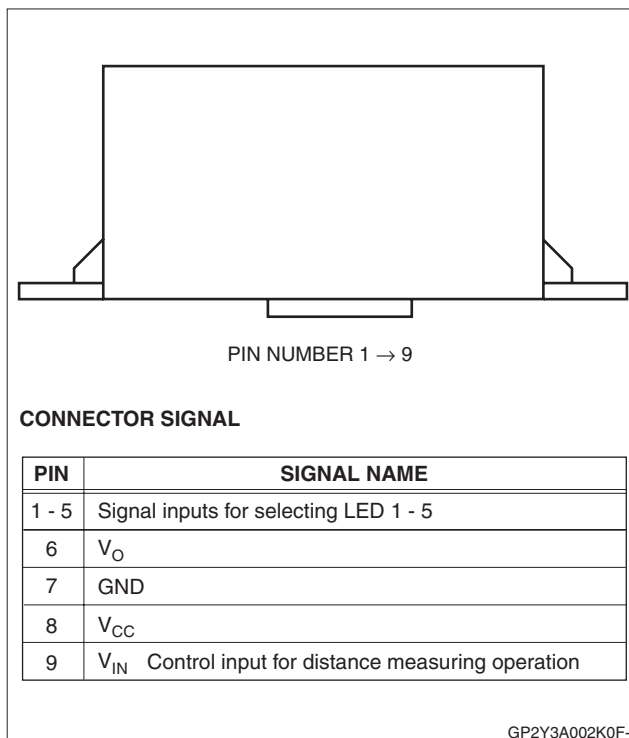 PIN NUMBER 1 → 9
CONNECTOR SIGNAL
PIN SIGNAL NAME
1 - 5 Signal inputs for selecting LED 1 - 5
6 VO
7 GND
8 VCC
9 VIN Control input for distance measuring operation
GP2Y3A002K0F-